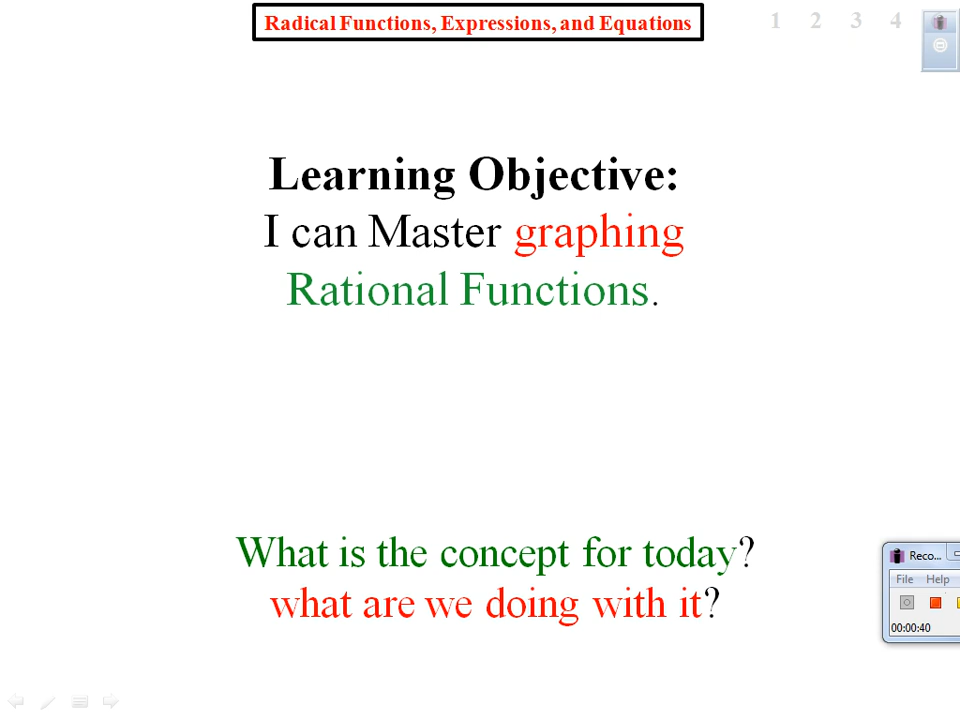 Radical Functions, Expressions, and Equations
1 2 3 4
Learning Objective:
I can Master graphing
Rational Functions.
What is the concept for today?
what are we doing with it?
Reco...
File Help
00:00:40